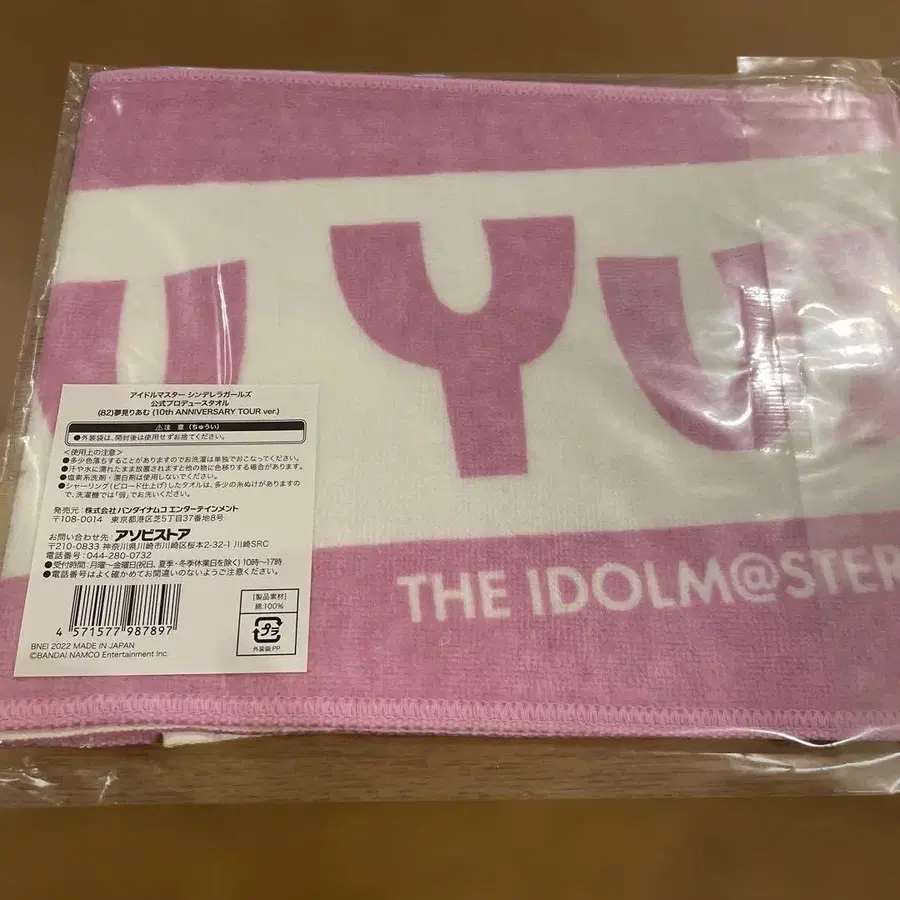 U Y U
THE IDOLM@STER
アイドルマスター シンデレラガールズ
公式プロデュースタオル
(82)夢見りあむ (10th ANNIVERSARY TOUR ver.)
注 意 (ちゅうい)
●外装袋は、開封後は使用せずお捨てください。
<使用上の注意>
●多少色落ちすることがありますのでお洗濯は単独でおこなってください。
●汗や水に濡れたまま放置されますと他の物に色移りする場合があります。
●塩素系洗剤・漂白剤は使用しないでください。
●シャーリング(ビロード仕上げ)したタオルは、多少の糸ぬけがありますの
で、洗濯機では「弱」でお洗いください。
発売元: 株式会社 バンダイナムコ エンターテインメント
〒108-0014 東京都港区芝5丁目37番地8号
お問い合わせ先: アソビストア
〒210-0833 神奈川県川崎市川崎区桜本2-32-1 川崎SRC
電話番号:044-280-0732
●受付時間:月曜~金曜日(祝日、夏季・冬季休業日を除く)10時~17時
●電話番号はよく確かめてお間違いのないようご注意ください。
4 571577 987897
[製品素材]
綿:100%
プラ
外装袋:PP
BNEI 2022 MADE IN JAPAN
©BANDAI NAMCO Entertainment Inc.